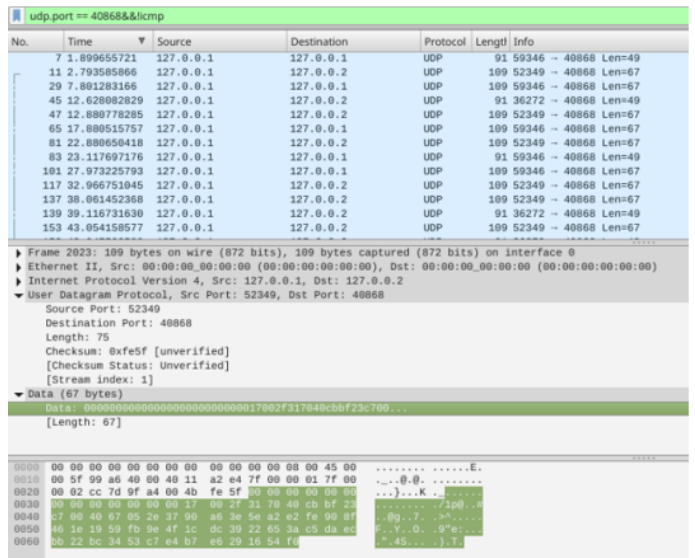 udp.port == 40868&&!icmp
No. Time Source Destination Protocol Lengtl Info
7 1.899655721 127.0.0.1 127.0.0.1 UDP 91 59346 → 40868 Len=49
11 2.793585866 127.0.0.1 127.0.0.2 UDP 109 52349 → 40868 Len=67
29 7.801283166 127.0.0.1 127.0.0.1 UDP 109 59346 → 40868 Len=67
45 12.628082829 127.0.0.1 127.0.0.2 UDP 91 36272 → 40868 Len=49
47 12.880778285 127.0.0.1 127.0.0.2 UDP 109 52349 → 40868 Len=67
65 17.880515757 127.0.0.1 127.0.0.1 UDP 109 59346 → 40868 Len=67
81 22.880650418 127.0.0.1 127.0.0.2 UDP 109 52349 → 40868 Len=67
83 23.117697176 127.0.0.1 127.0.0.1 UDP 91 59346 → 40868 Len=49
101 27.973225793 127.0.0.1 127.0.0.1 UDP 109 59346 → 40868 Len=67
117 32.966751045 127.0.0.1 127.0.0.2 UDP 109 52349 → 40868 Len=67
137 38.061452368 127.0.0.1 127.0.0.2 UDP 109 52349 → 40868 Len=67
139 39.116731630 127.0.0.1 127.0.0.2 UDP 91 36272 → 40868 Len=49
153 43.054158577 127.0.0.1 127.0.0.2 UDP 109 52349 → 40868 Len=67
Frame 2023: 109 bytes on wire (872 bits), 109 bytes captured (872 bits) on interface 0
Ethernet II, Src: 00:00:00_00:00:00 (00:00:00:00:00:00), Dst: 00:00:00_00:00:00 (00:00:00:00:00:00)
Internet Protocol Version 4, Src: 127.0.0.1, Dst: 127.0.0.2
User Datagram Protocol, Src Port: 52349, Dst Port: 40868
Source Port: 52349
Destination Port: 40868
Length: 75
Checksum: 0xfe5f [unverified]
[Checksum Status: Unverified]
[Stream index: 1]
Data (67 bytes)
Data: 00000000000000000000000017002f317040cbbf23c700...
[Length: 67]
0000 00 00 00 00 00 00 00 00 00 00 00 00 08 00 45 00 ........ ......E.
0010 00 5f 99 a6 40 00 40 11 a2 e4 7f 00 00 01 7f 00 ._..@.@. ........
0020 00 02 cc 7d 9f a4 00 4b fe 5f 00 00 00 00 00 00 ...}...K ._......
0030 00 00 00 00 00 00 17 00 2f 31 70 40 cb bf 23 ........ /1p@..#
0040 c7 00 40 67 05 2e 37 90 a6 3e 5e a2 e2 fe 90 8f ..@g..7. .>^.....
0050 46 1e 19 59 fb 9e 4f 1c dc 39 22 65 3a c5 da ec F..Y..O. .9"e:...
0060 bb 22 bc 34 53 c7 e4 b7 e6 29 16 54 f0 .".4S... .).T.